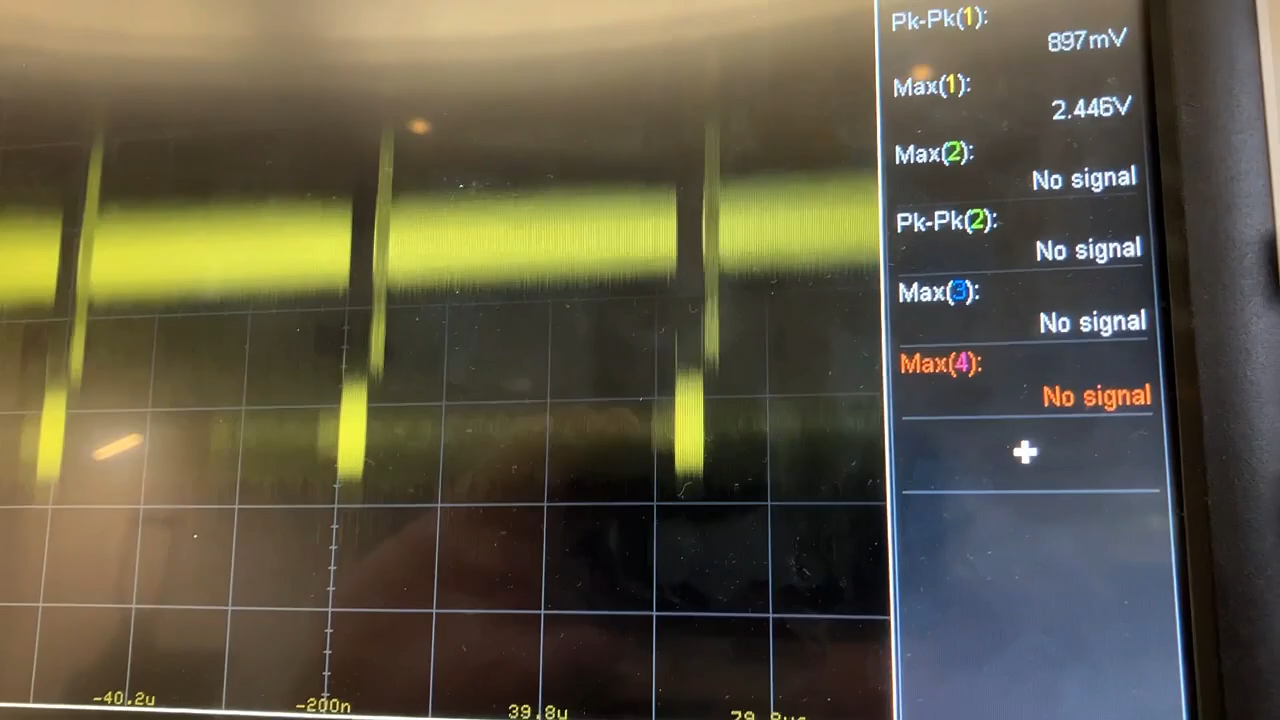 Pk-Pk(1):
897mV
Max(1):
2.446V
Max(2):
No signal
Pk-Pk(2):
No signal
Max(3):
No signal
Max(4):
No signal
-40.2u
-200n
39.8u